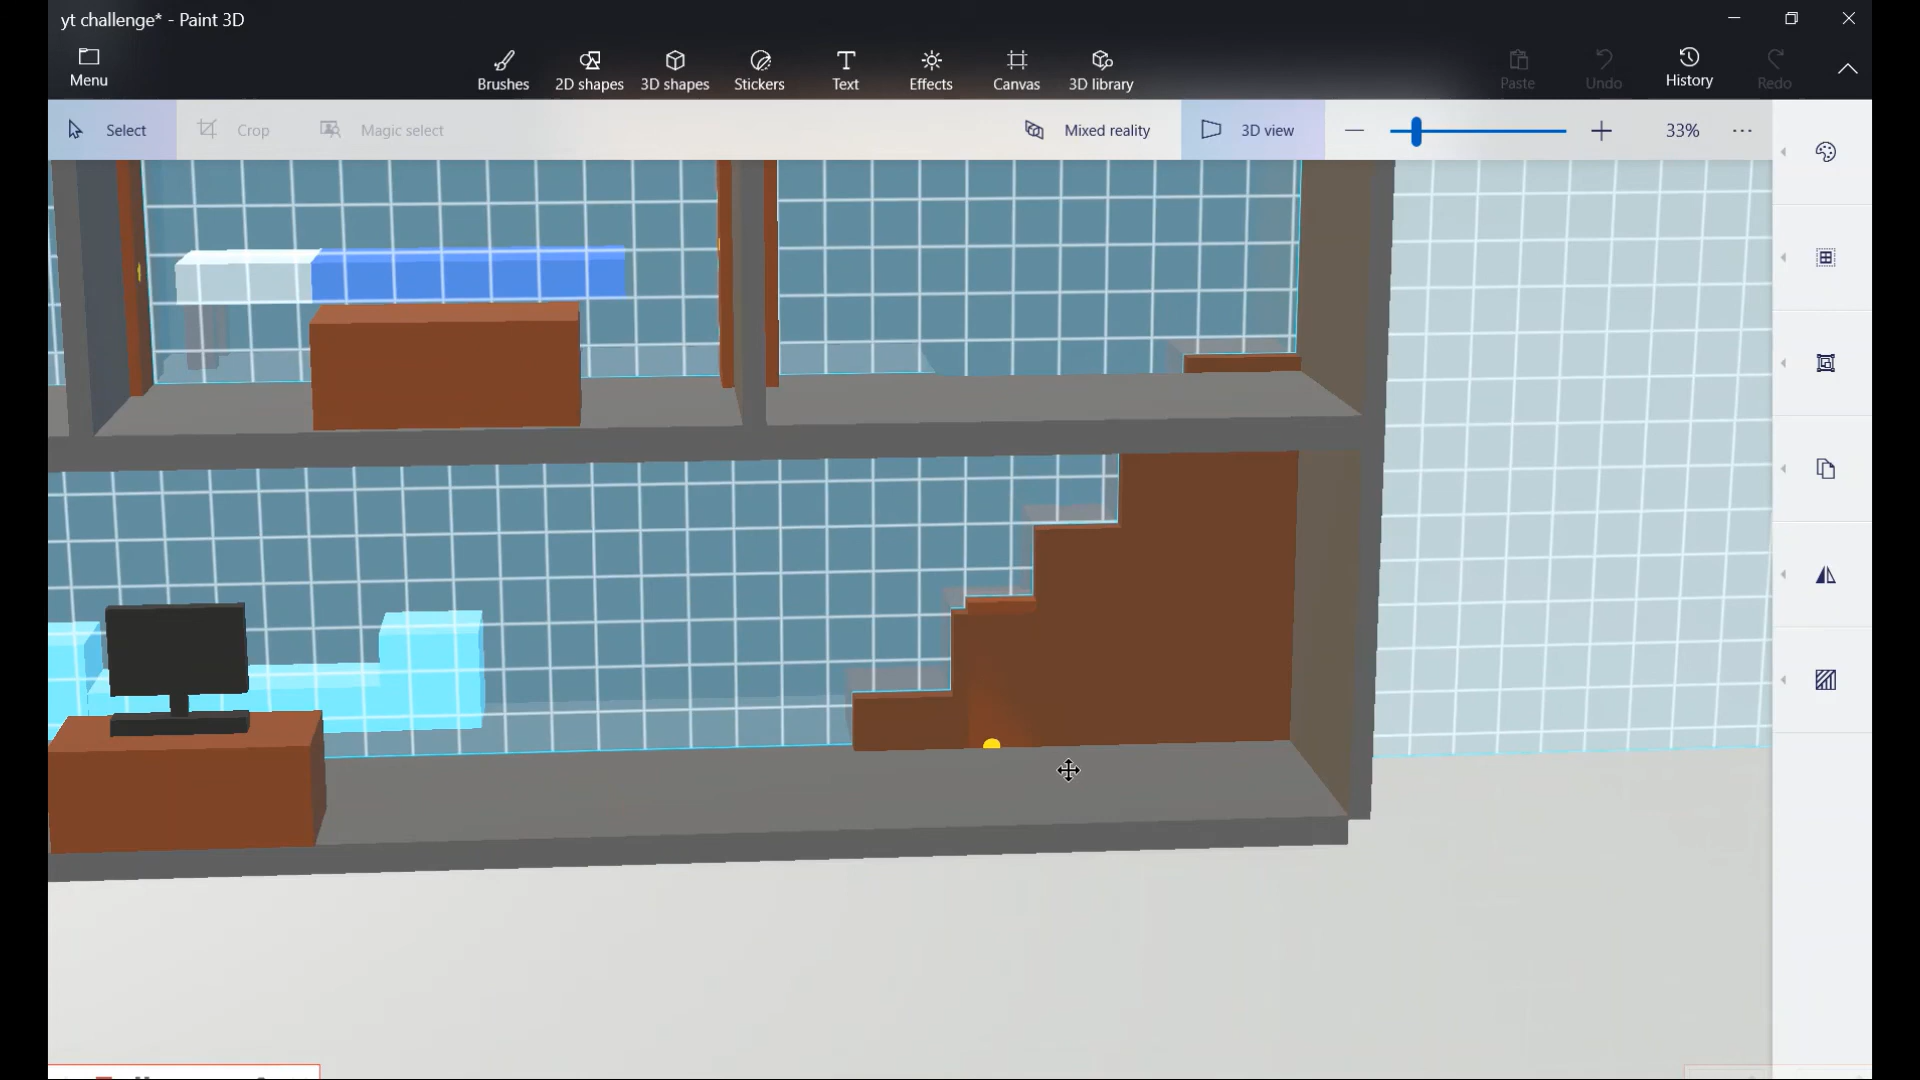 yt challenge* - Paint 3D
Menu
Brushes
2D shapes
3D shapes
Stickers
Text
Effects
Canvas
3D library
Paste
Undo
History
Redo
Select
Crop
Magic select
Mixed reality
3D view
33%